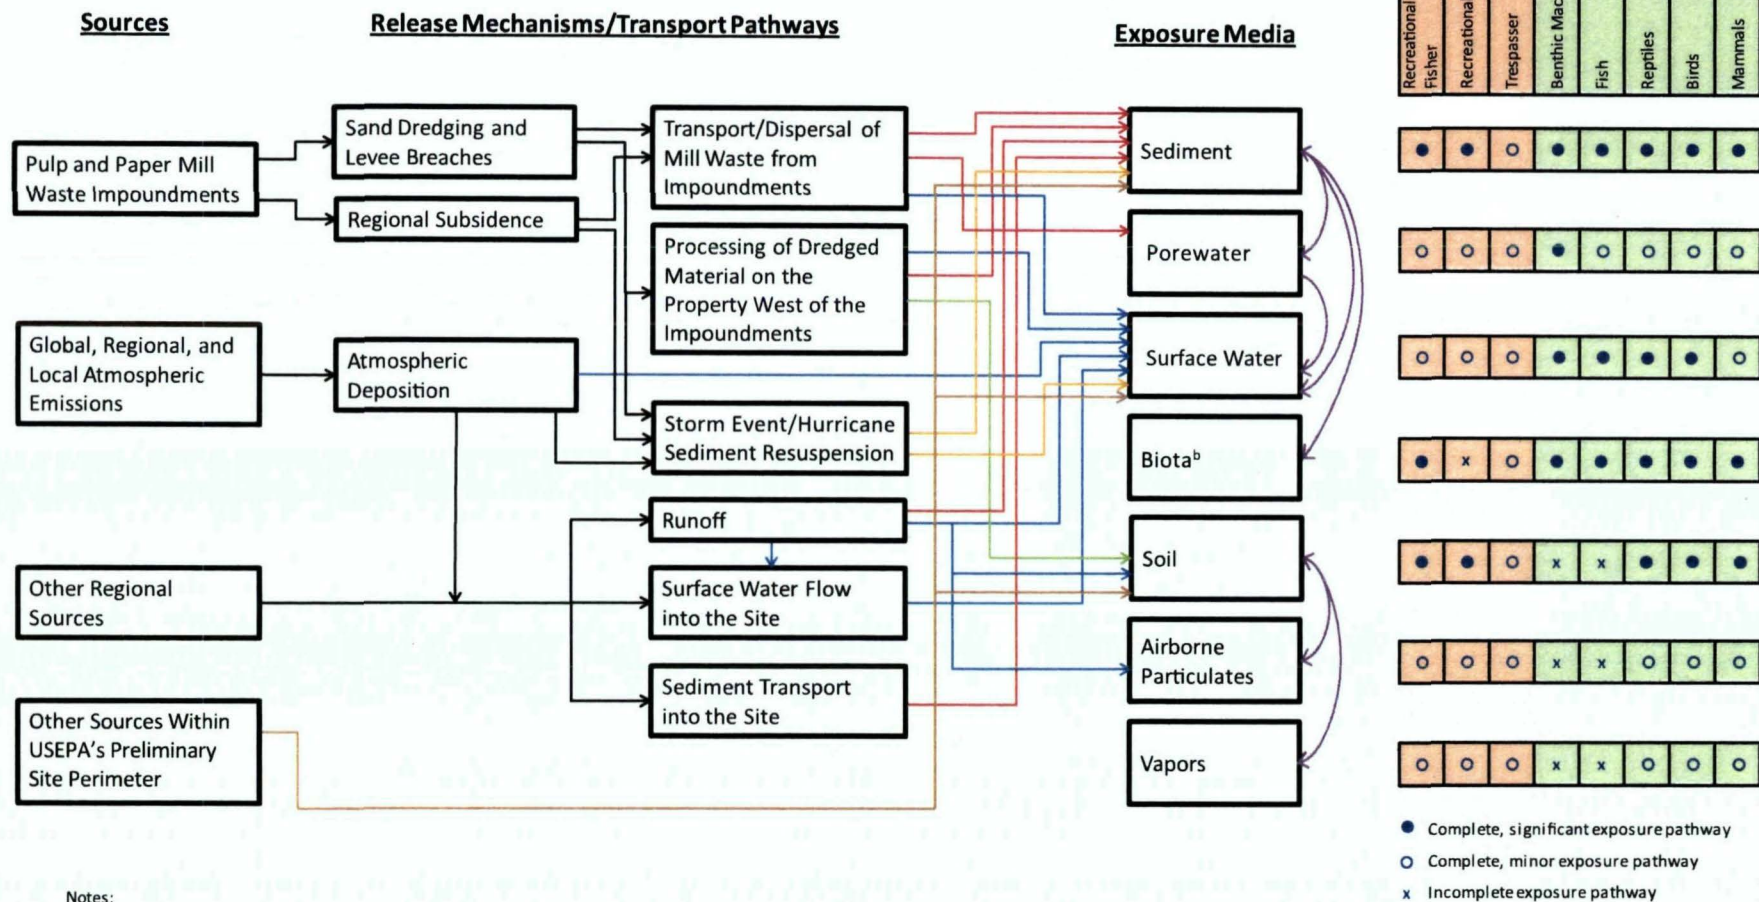 Sources
Release Mechanisms/Transport Pathways
Exposure Media
Recreational
Fisher
Recreational
Trespasser
Benthic Mac
Fish
Reptiles
Birds
Mammals
Pulp and Paper Mill
Waste Impoundments
Sand Dredging and
Levee Breaches
Regional Subsidence
Transport/Dispersal of
Mill Waste from
Impoundments
Processing of Dredged
Material on the
Property West of the
Impoundments
Global, Regional, and
Local Atmospheric
Emissions
Atmospheric
Deposition
Storm Event/Hurricane
Sediment Resuspension
Runoff
Other Regional
Sources
Surface Water Flow
into the Site
Sediment Transport
into the Site
Other Sources Within
USEPA's Preliminary
Site Perimeter
Sediment
Porewater
Surface Water
Biotaᵇ
x
Soil
x x
Airborne
Particulates
x x
Vapors
x x
Complete, significant exposure pathway
Complete, minor exposure pathway
x Incomplete exposure pathway
Notes: